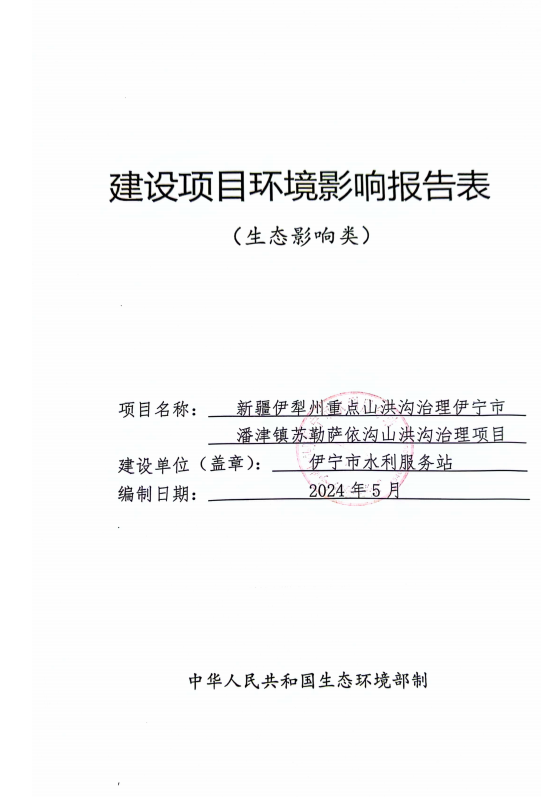 建设项目环境影响报告表
（生态影响类）
项目名称： 新疆伊犁州重点山洪沟治理伊宁市
潘津镇苏勒萨依沟山洪沟治理项目
建设单位（盖章）： 伊宁市水利服务站
编制日期： 2024 年 5 月
中华人民共和国生态环境部制